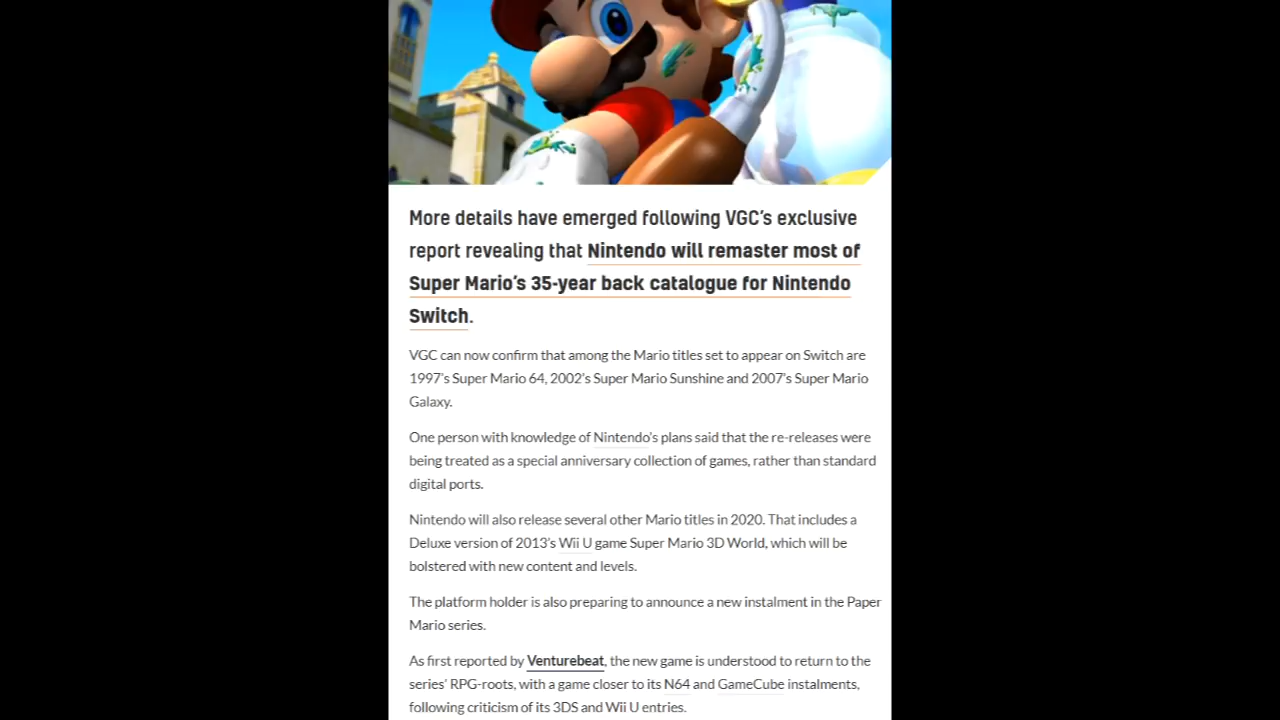 More details have emerged following VGC's exclusive
report revealing that Nintendo will remaster most of
Super Mario's 35-year back catalogue for Nintendo
Switch.
VGC can now confirm that among the Mario titles set to appear on Switch are
1997's Super Mario 64, 2002's Super Mario Sunshine and 2007's Super Mario
Galaxy.
One person with knowledge of Nintendo's plans said that the re-releases were
being treated as a special anniversary collection of games, rather than standard
digital ports.
Nintendo will also release several other Mario titles in 2020. That includes a
Deluxe version of 2013's Wii U game Super Mario 3D World, which will be
bolstered with new content and levels.
The platform holder is also preparing to announce a new instalment in the Paper
Mario series.
As first reported by Venturebeat, the new game is understood to return to the
series' RPG-roots, with a game closer to its N64 and GameCube instalments,
following criticism of its 3DS and Wii U entries.